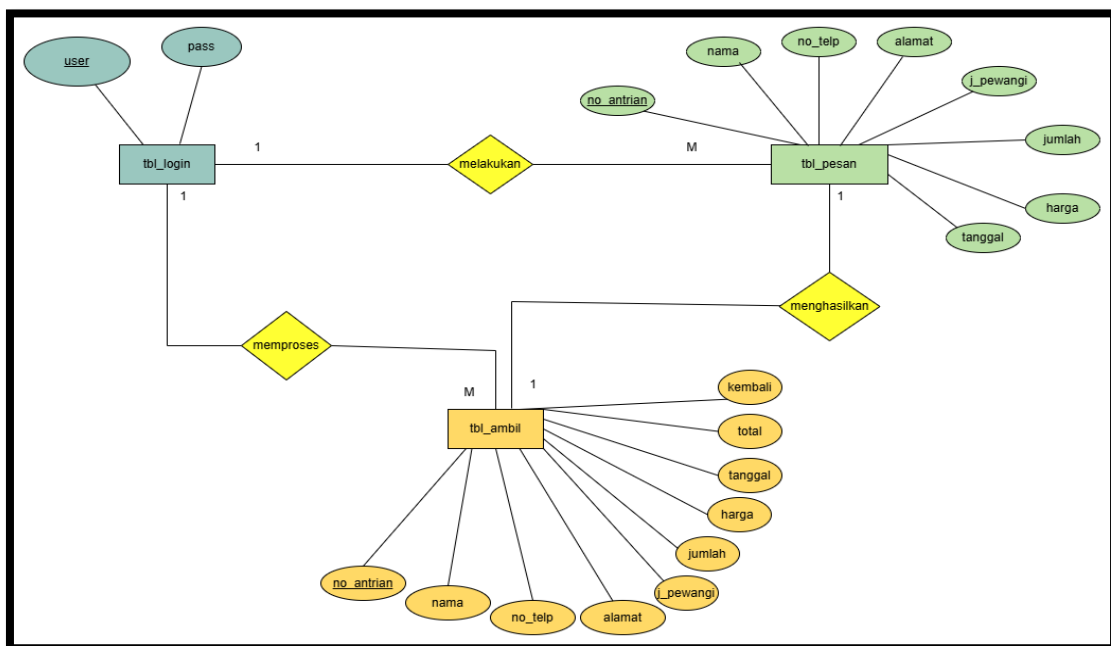 user
pass
tbl_login
1
melakukan
M
no_antrian
nama
no_telp
alamat
j_pewangi
jumlah
harga
tanggal
tbl_pesan
1
1
menghasilkan
memproses
M
1
tbl_ambil
kembali
total
tanggal
harga
jumlah
j_pewangi
alamat
no_telp
nama
no_antrian